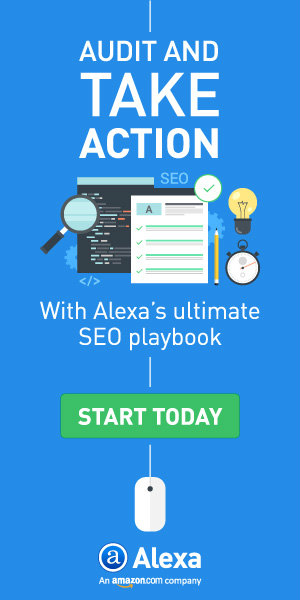 AUDIT AND
TAKE
ACTION
SEO
A
</>
With Alexa's ultimate
SEO playbook
START TODAY
a Alexa
An amazon.com company